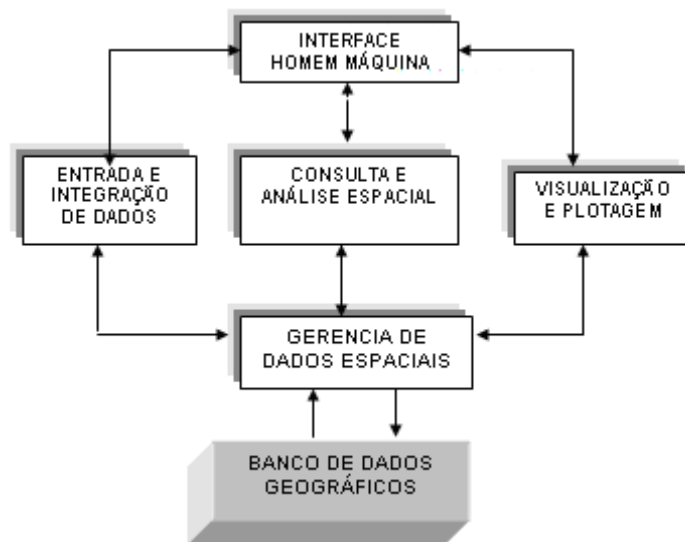 INTERFACE
HOMEM MÁQUINA
ENTRADA E
INTEGRAÇÃO
DE DADOS
CONSULTA E
ANÁLISE ESPACIAL
VISUALIZAÇÃO
E PLOTAGEM
GERENCIA DE
DADOS ESPACIAIS
BANCO DE DADOS
GEOGRÁFICOS